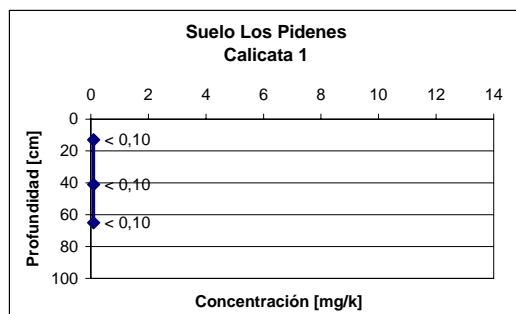 Suelo Los Pidenes
Calicata 1
0 2 4 6 8 10 12 14
0
20
40
60
80
100
< 0,10
< 0,10
< 0,10
Profundidad [cm]
Concentración [mg/k]